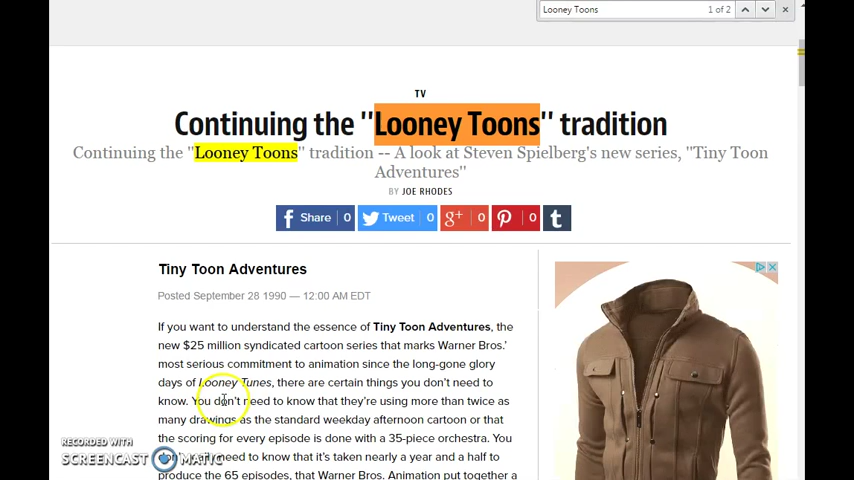 Looney Toons 1 of 2
TV
Continuing the "Looney Toons" tradition
Continuing the "Looney Toons" tradition -- A look at Steven Spielberg's new series, "Tiny Toon
Adventures"
BY JOE RHODES
Share 0 Tweet 0 g+ 0 0 t
Tiny Toon Adventures
Posted September 28 1990 — 12:00 AM EDT
If you want to understand the essence of Tiny Toon Adventures, the
new $25 million syndicated cartoon series that marks Warner Bros.'
most serious commitment to animation since the long-gone glory
days of Looney Tunes, there are certain things you don't need to
know. You don't need to know that they're using more than twice as
many drawings as the standard weekday afternoon cartoon or that
the scoring for every episode is done with a 35-piece orchestra. You
don't need to know that it's taken nearly a year and a half to
produce the 65 episodes, that Warner Bros. Animation put together a
RECORDED WITH
SCREENCAST MATIC